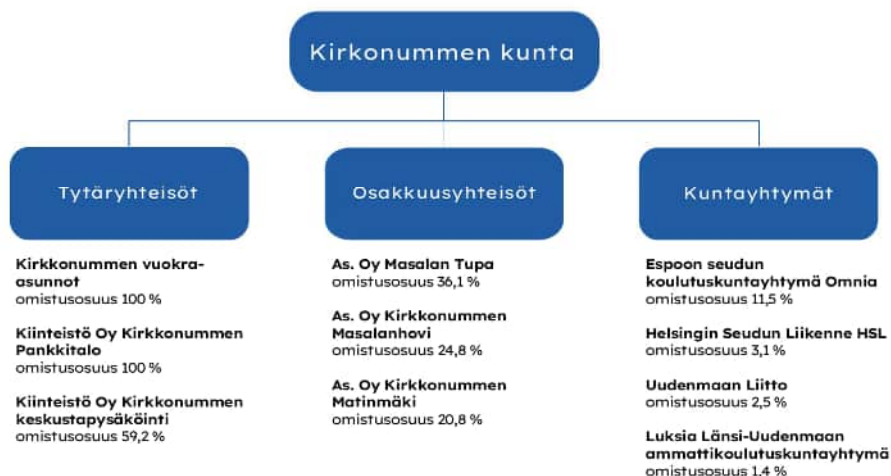 Kirkonummen kunta
Tytäryhteisöt
Kirkkonummen vuokra-
asunnot
omistusosuus 100 %
Kiinteistö Oy Kirkkonummen
Pankkitalo
omistusosuus 100 %
Kiinteistö Oy Kirkkonummen
keskustapysäköinti
omistusosuus 59,2 %
Osakkuusyhteisöt
As. Oy Masalan Tupa
omistusosuus 36,1 %
As. Oy Kirkkonummen
Masalanhovi
omistusosuus 24,8 %
As. Oy Kirkkonummen
Matinmäki
omistusosuus 20,8 %
Kuntayhtymät
Espoon seudun
koulutuskuntayhtymä Omnia
omistusosuus 11,5 %
Helsingin Seudun Liikenne HSL
omistusosuus 3,1 %
Uudenmaan Liitto
omistusosuus 2,5 %
Luksia Länsi-Uudenmaan
ammattikoulutuskuntayhtymä
omistusosuus 1,4 %